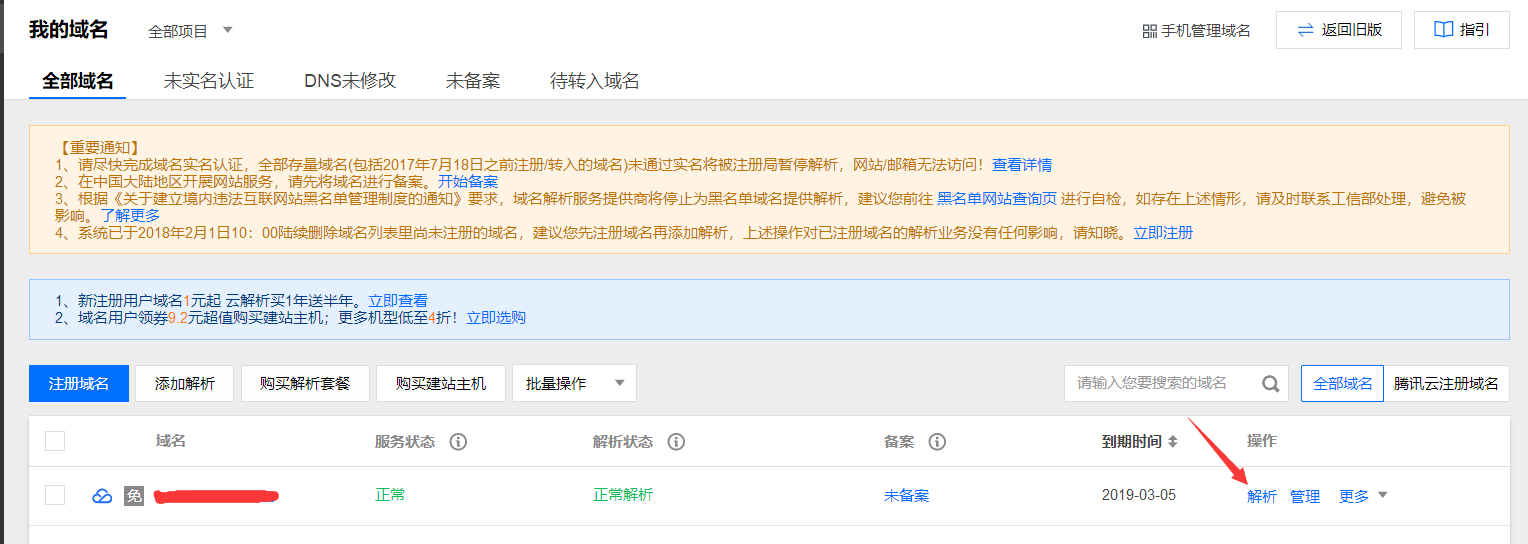 我的域名 全部项目 手机管理域名 返回旧版 指引
全部域名 未实名认证 DNS未修改 未备案 待转入域名
【重要通知】
1、请尽快完成域名实名认证，全部存量域名(包括2017年7月18日之前注册/转入的域名)未通过实名将被注册局暂停解析，网站/邮箱无法访问！查看详情
2、在中国大陆地区开展网站服务，请先将域名进行备案。开始备案
3、根据《关于建立境内违法互联网站黑名单管理制度的通知》要求，域名解析服务提供商将停止为黑名单域名提供解析，建议您前往 黑名单网站查询页 进行自检，如存在上述情形，请及时联系工信部处理，避免被
影响。了解更多
4、系统已于2018年2月1日10：00陆续删除域名列表里尚未注册的域名，建议您先注册域名再添加解析，上述操作对已注册域名的解析业务没有任何影响，请知晓。立即注册
1、新注册用户域名1元起 云解析买1年送半年。立即查看
2、域名用户领券9.2元超值购买建站主机；更多机型低至4折！立即选购
注册域名 添加解析 购买解析套餐 购买建站主机 批量操作 请输入您要搜索的域名 全部域名 腾讯云注册域名
域名 服务状态 解析状态 备案 到期时间 操作
免 正常 正常解析 未备案 2019-03-05 解析 管理 更多